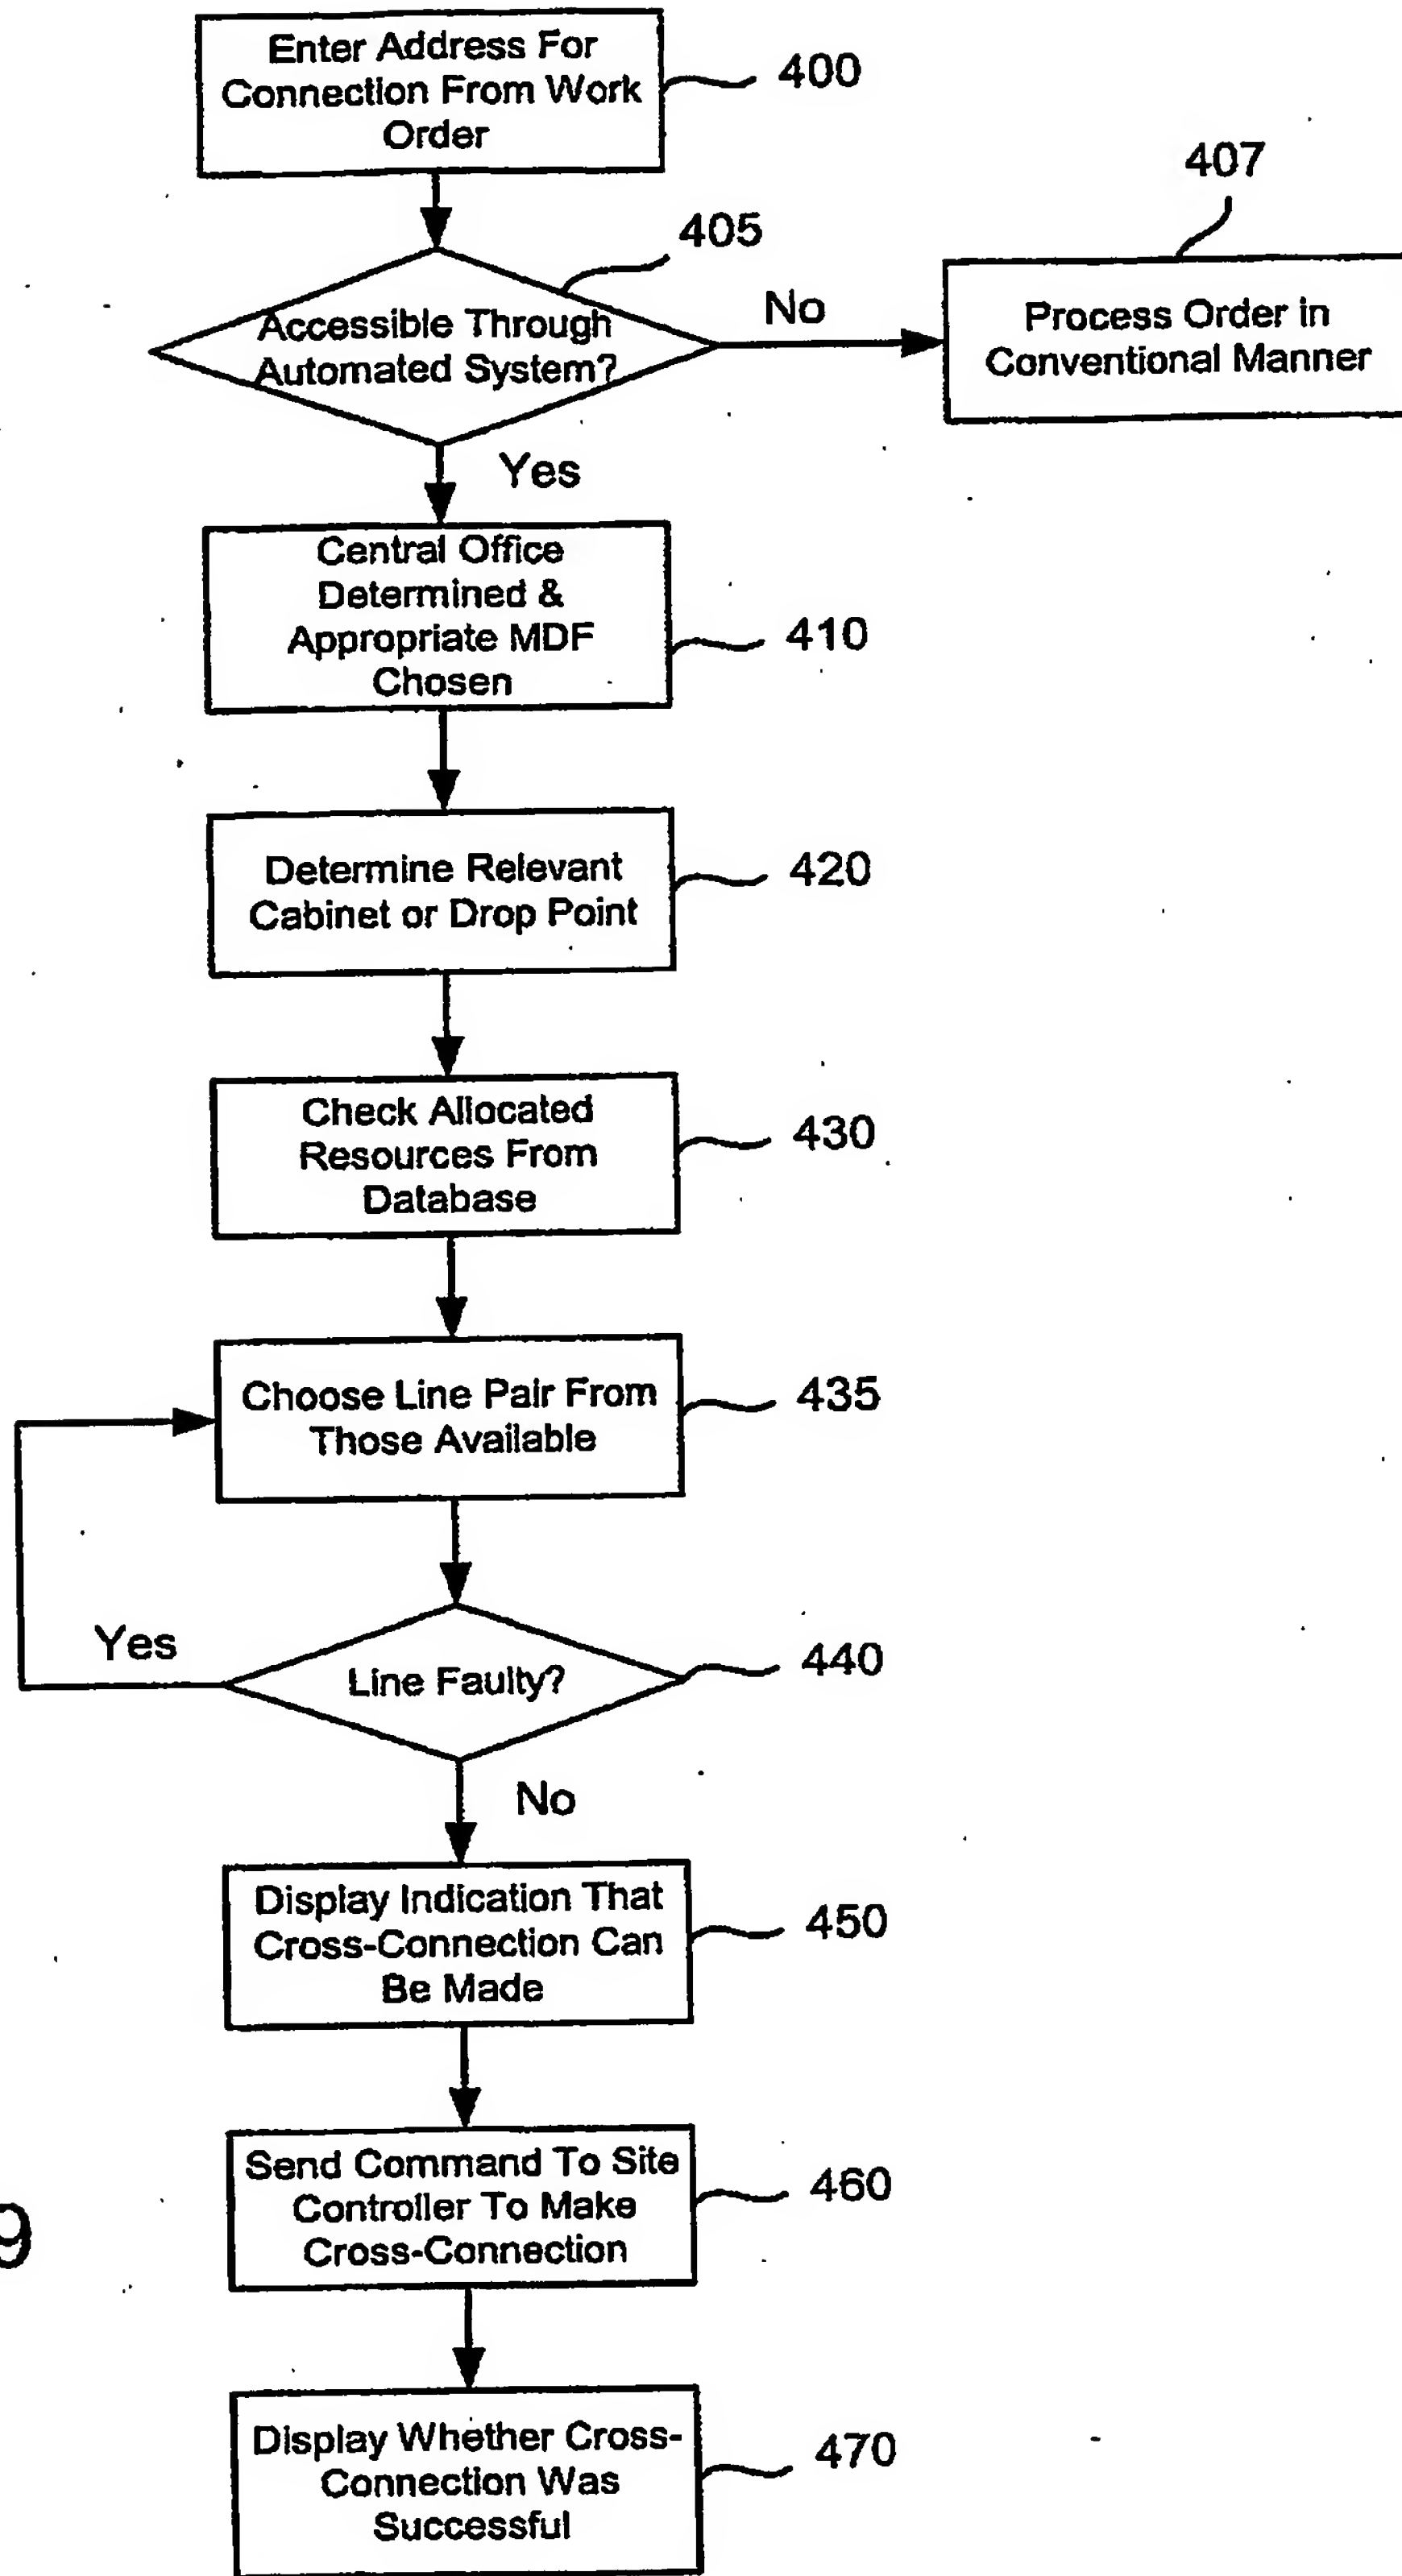 Enter Address For
Connection From Work
Order
400
407
405
Accessible Through
Automated System?
No
Process Order in
Conventional Manner
Yes
Central Office
Determined &
Appropriate MDF
Chosen
410
Determine Relevant
Cabinet or Drop Point
420
Check Allocated
Resources From
Database
430
Choose Line Pair From
Those Available
435
Yes
Line Faulty?
440
No
Display Indication That
Cross-Connection Can
Be Made
450
Send Command To Site
Controller To Make
Cross-Connection
460
9
Display Whether Cross-
Connection Was
Successful
470